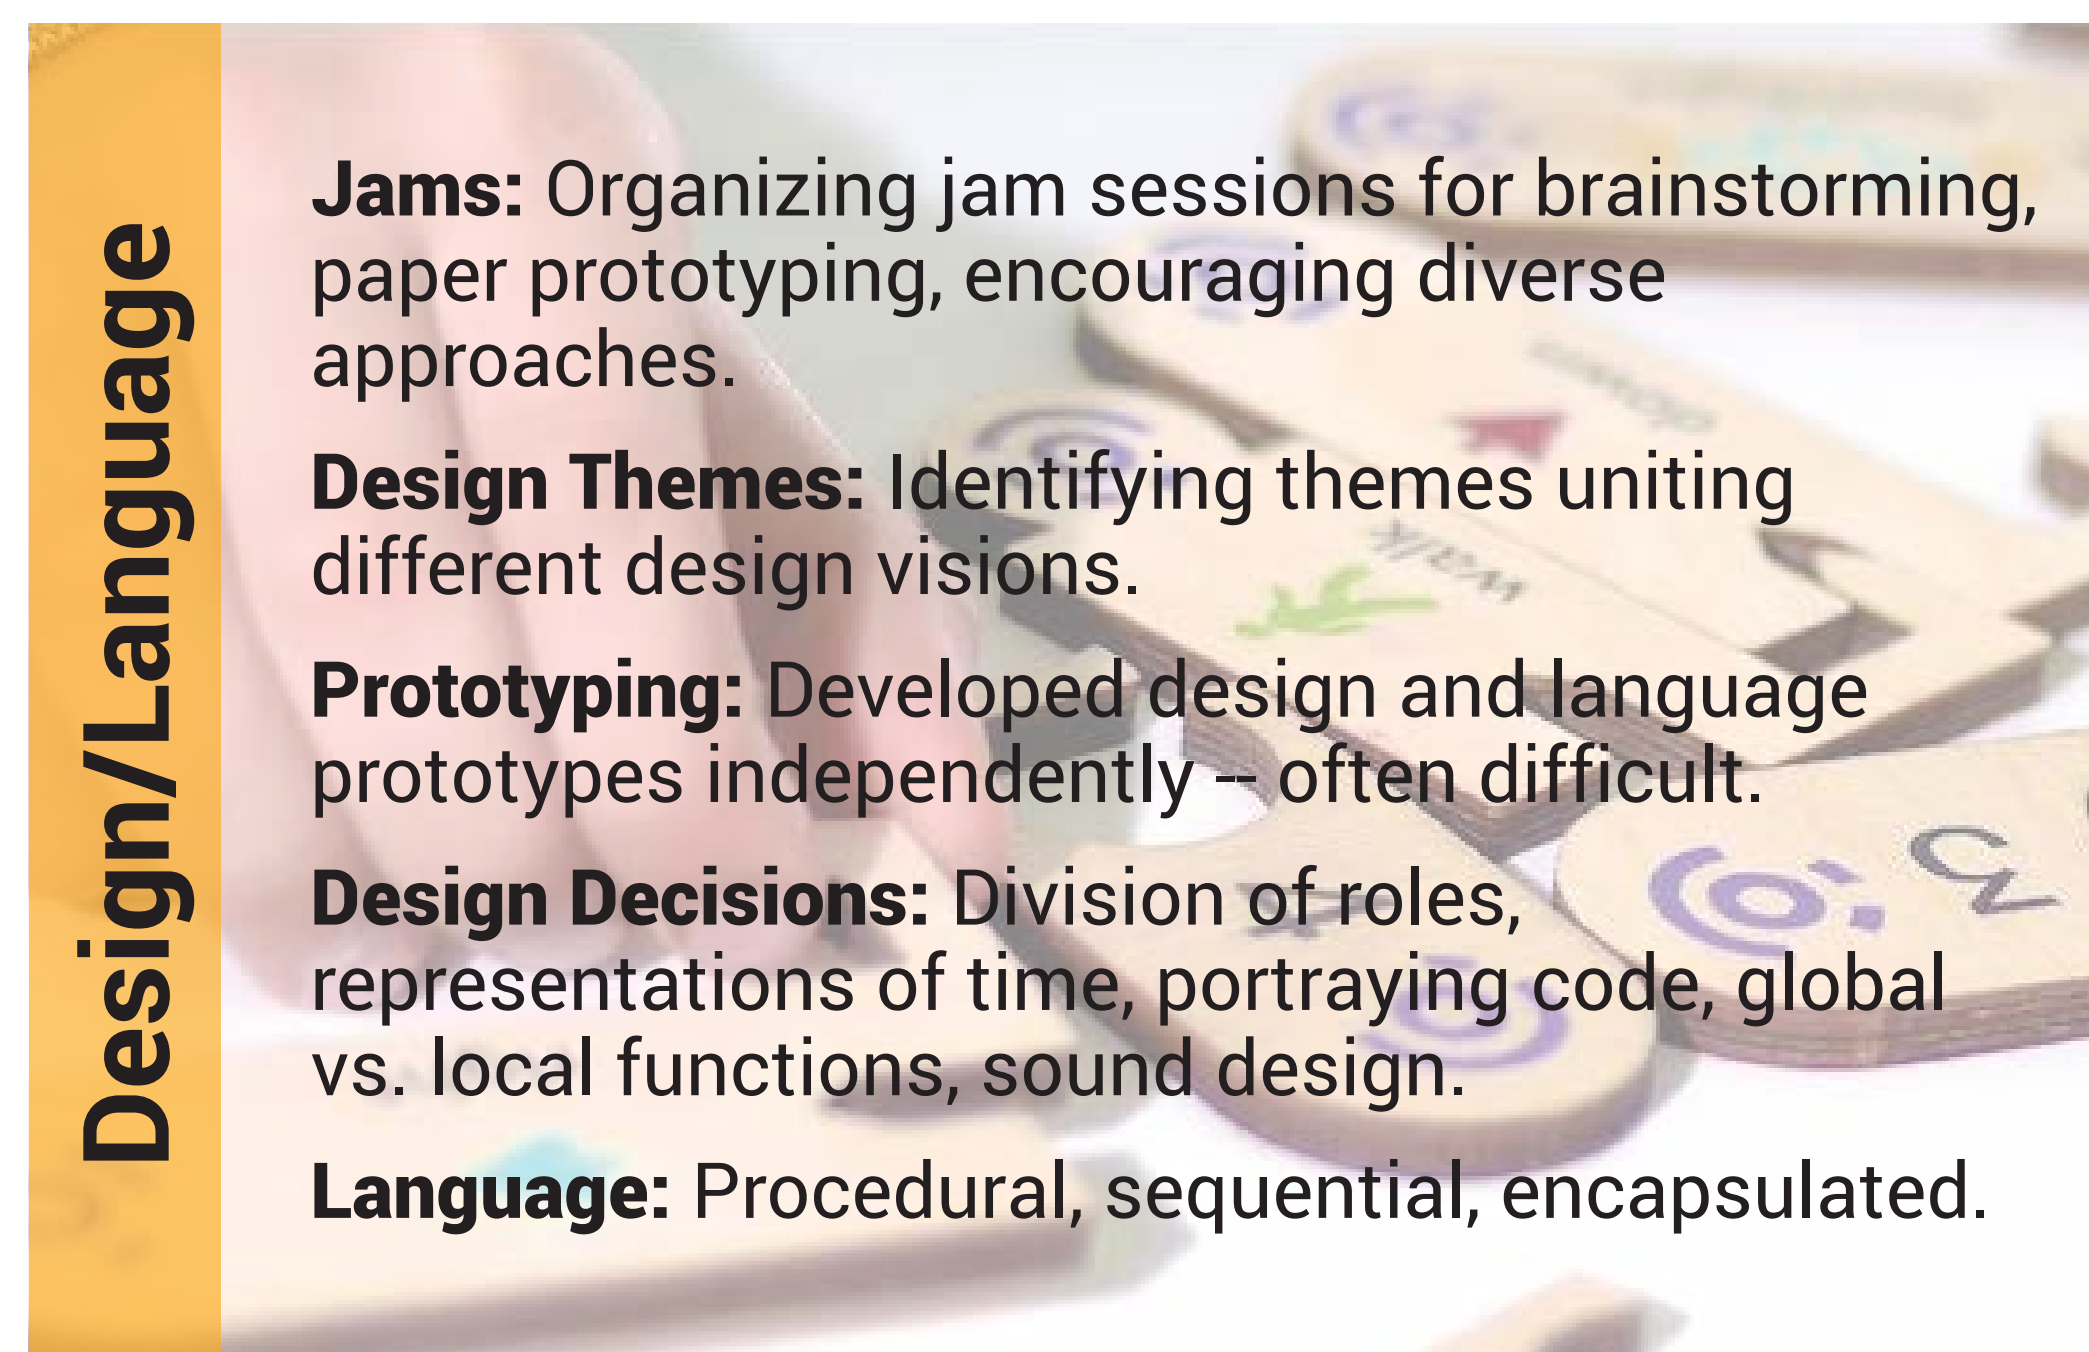 Design/Language
Jams: Organizing jam sessions for brainstorming,
paper prototyping, encouraging diverse
approaches.
Design Themes: Identifying themes uniting
different design visions.
Prototyping: Developed design and language
prototypes independently -- often difficult.
Design Decisions: Division of roles,
representations of time, portraying code, global
vs. local functions, sound design.
Language: Procedural, sequential, encapsulated.
walk